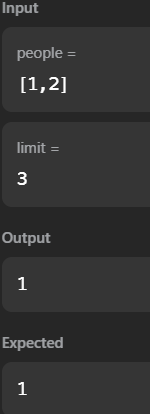 Input
people =
[1,2]
limit =
3
Output
1
Expected
1